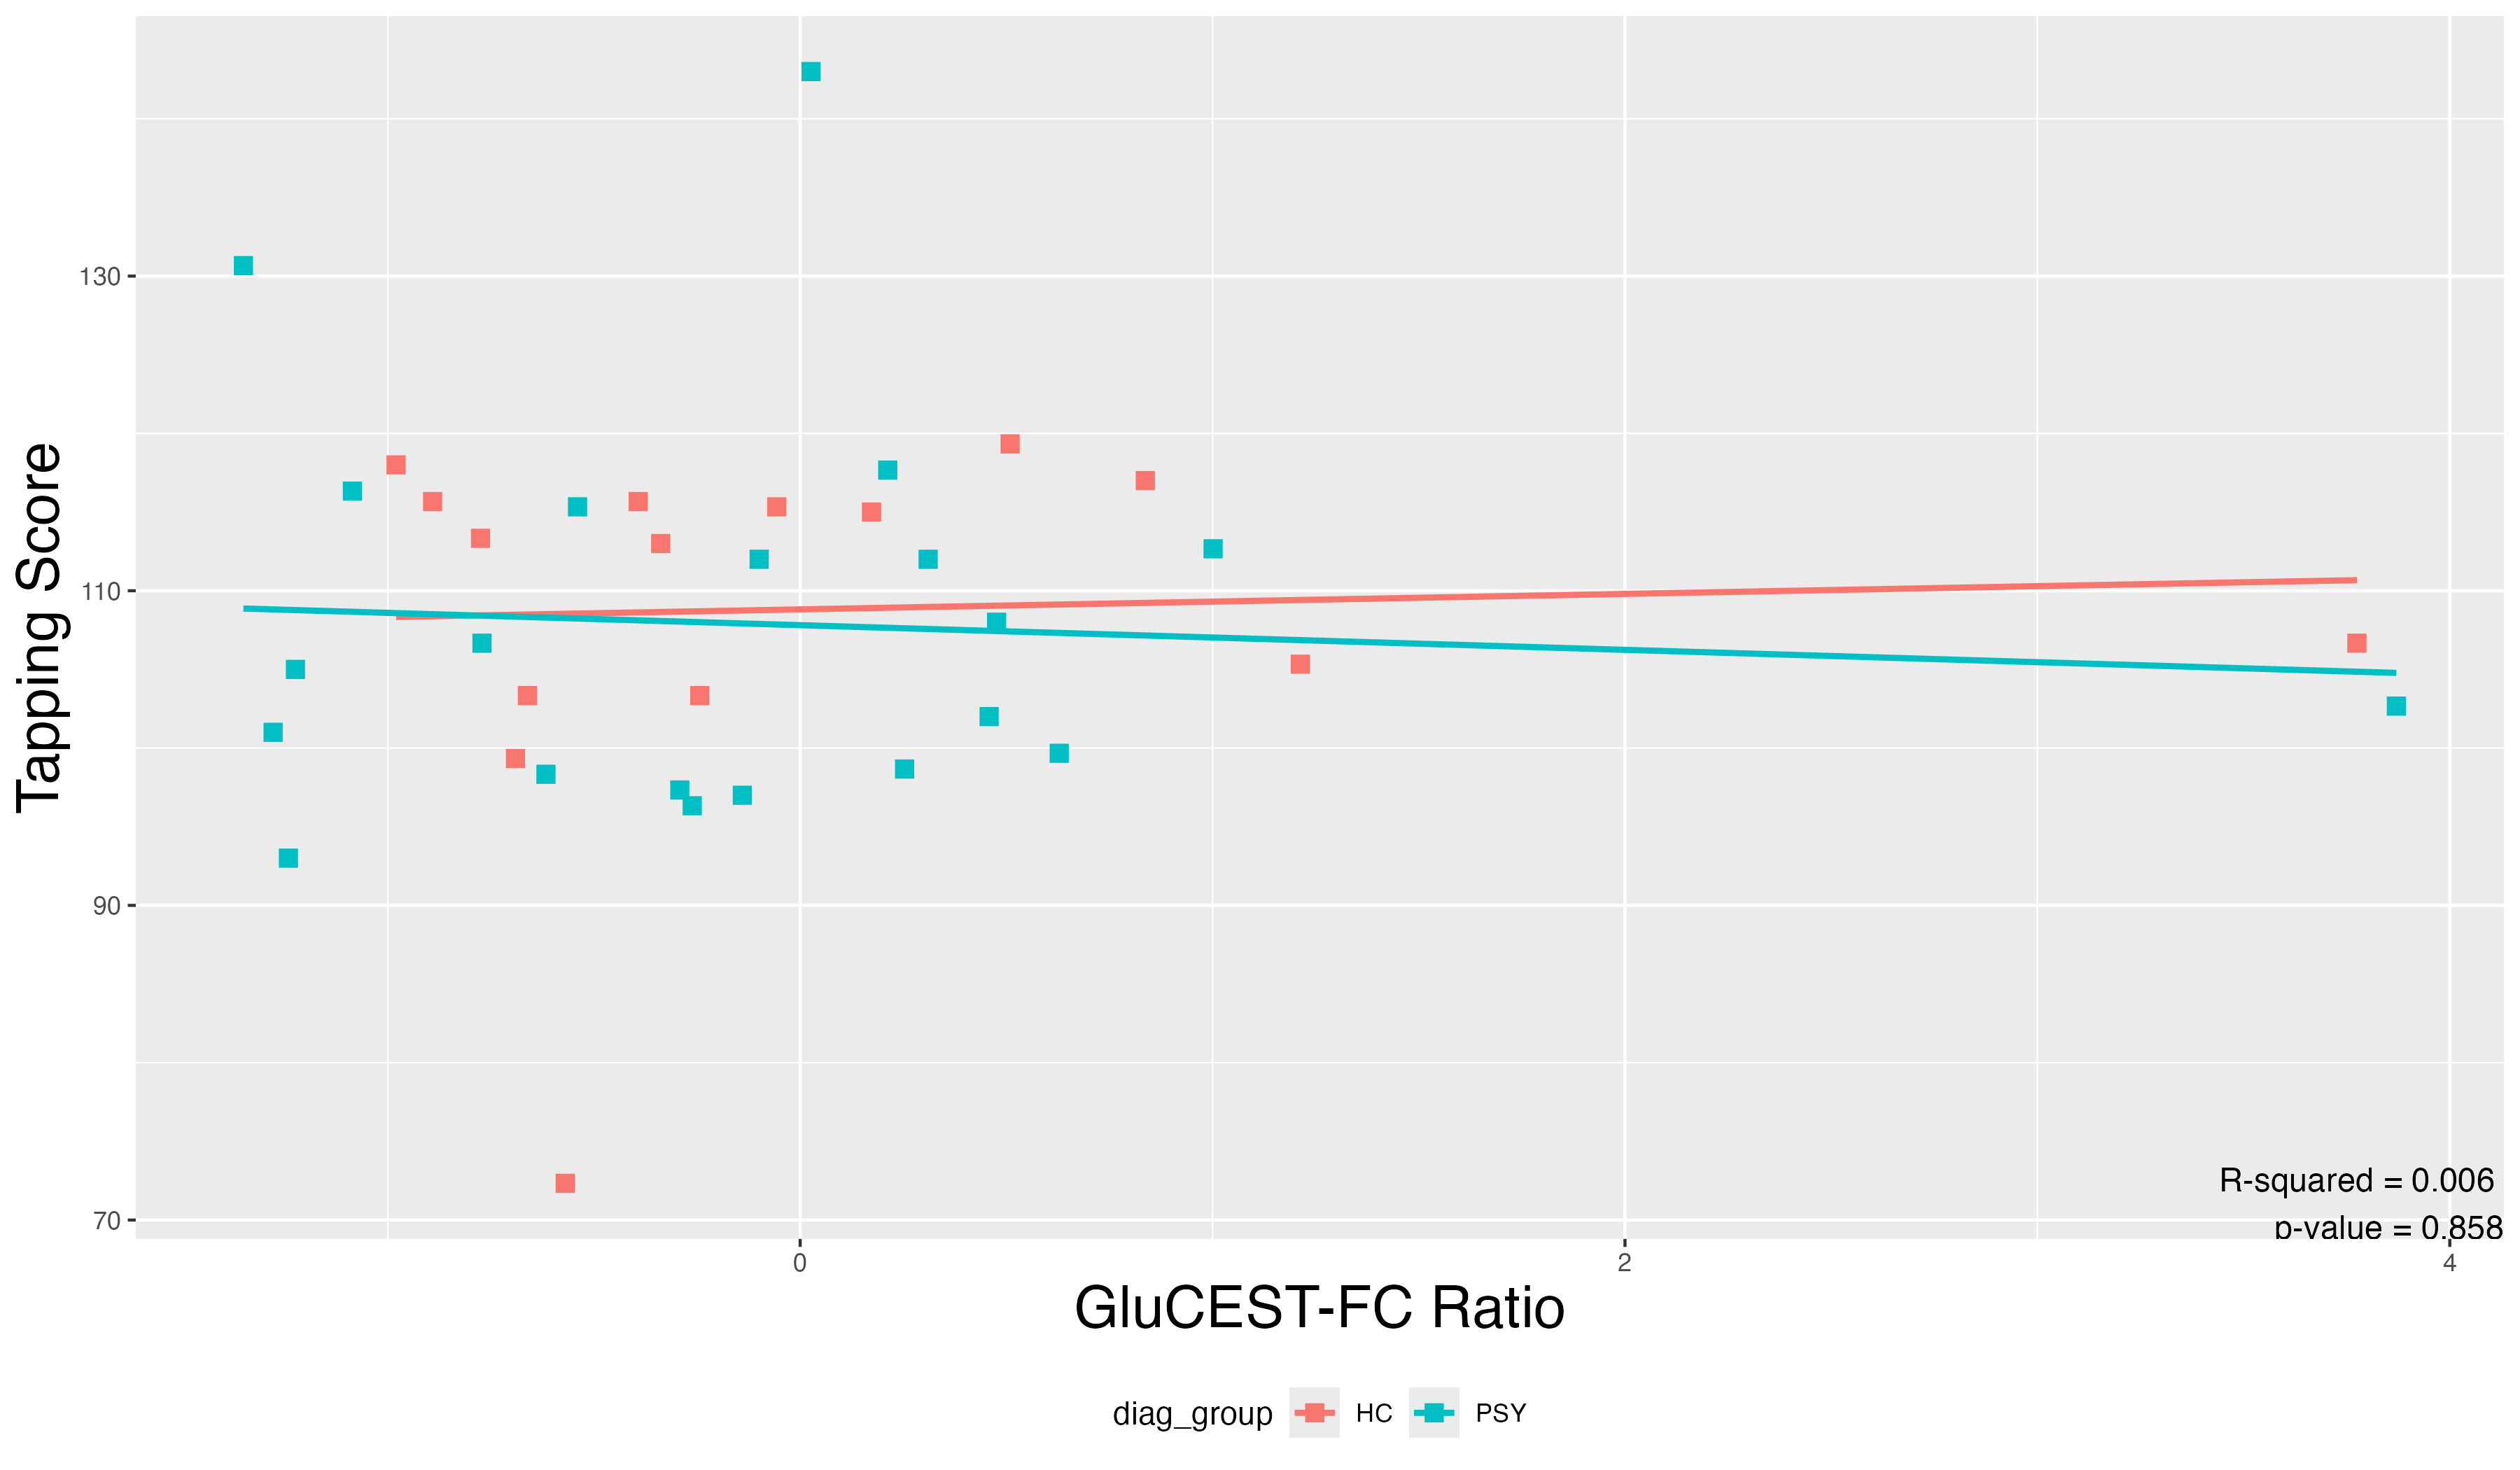 Tapping Score
130
110
90
70
R-squared = 0.006
p-value = 0.858
0
2
4
GluCEST-FC Ratio
diag_group HC PSY